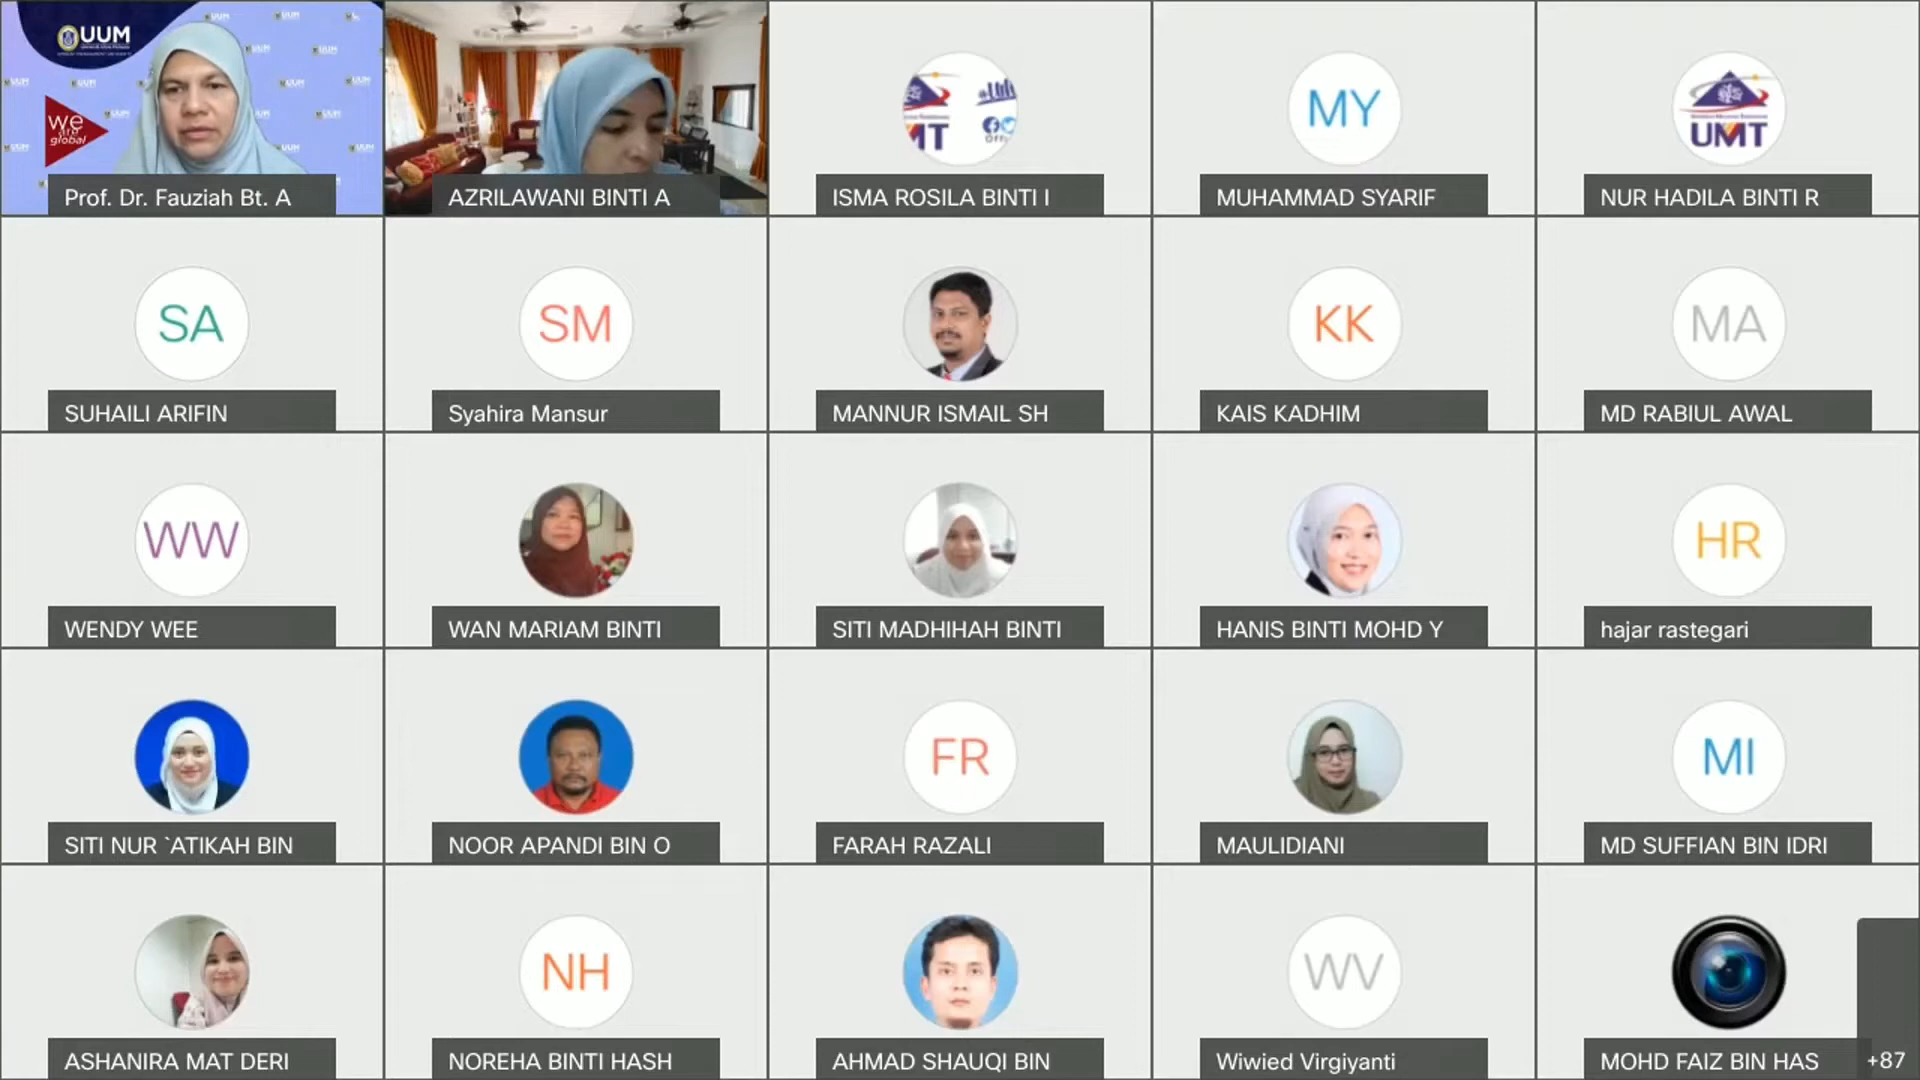 UUM
we
are
global
Prof. Dr. Fauziah Bt. A
AZRILAWANI BINTI A
MT
#UM
OFFI
ISMA ROSILA BINTI I
MY
MUHAMMAD SYARIF
UMT
NUR HADILA BINTI R
SA
SUHAILI ARIFIN
SM
Syahira Mansur
MANNUR ISMAIL SH
KK
KAIS KADHIM
MA
MD RABIUL AWAL
WW
WENDY WEE
WAN MARIAM BINTI
SITI MADHIHAH BINTI
HANIS BINTI MOHD Y
HR
hajar rastegari
SITI NUR `ATIKAH BIN
NOOR APANDI BIN O
FR
FARAH RAZALI
MAULIDIANI
MI
MD SUFFIAN BIN IDRI
ASHANIRA MAT DERI
NH
NOREHA BINTI HASH
AHMAD SHAUQI BIN
WV
Wiwied Virgiyanti
MOHD FAIZ BIN HAS
+87